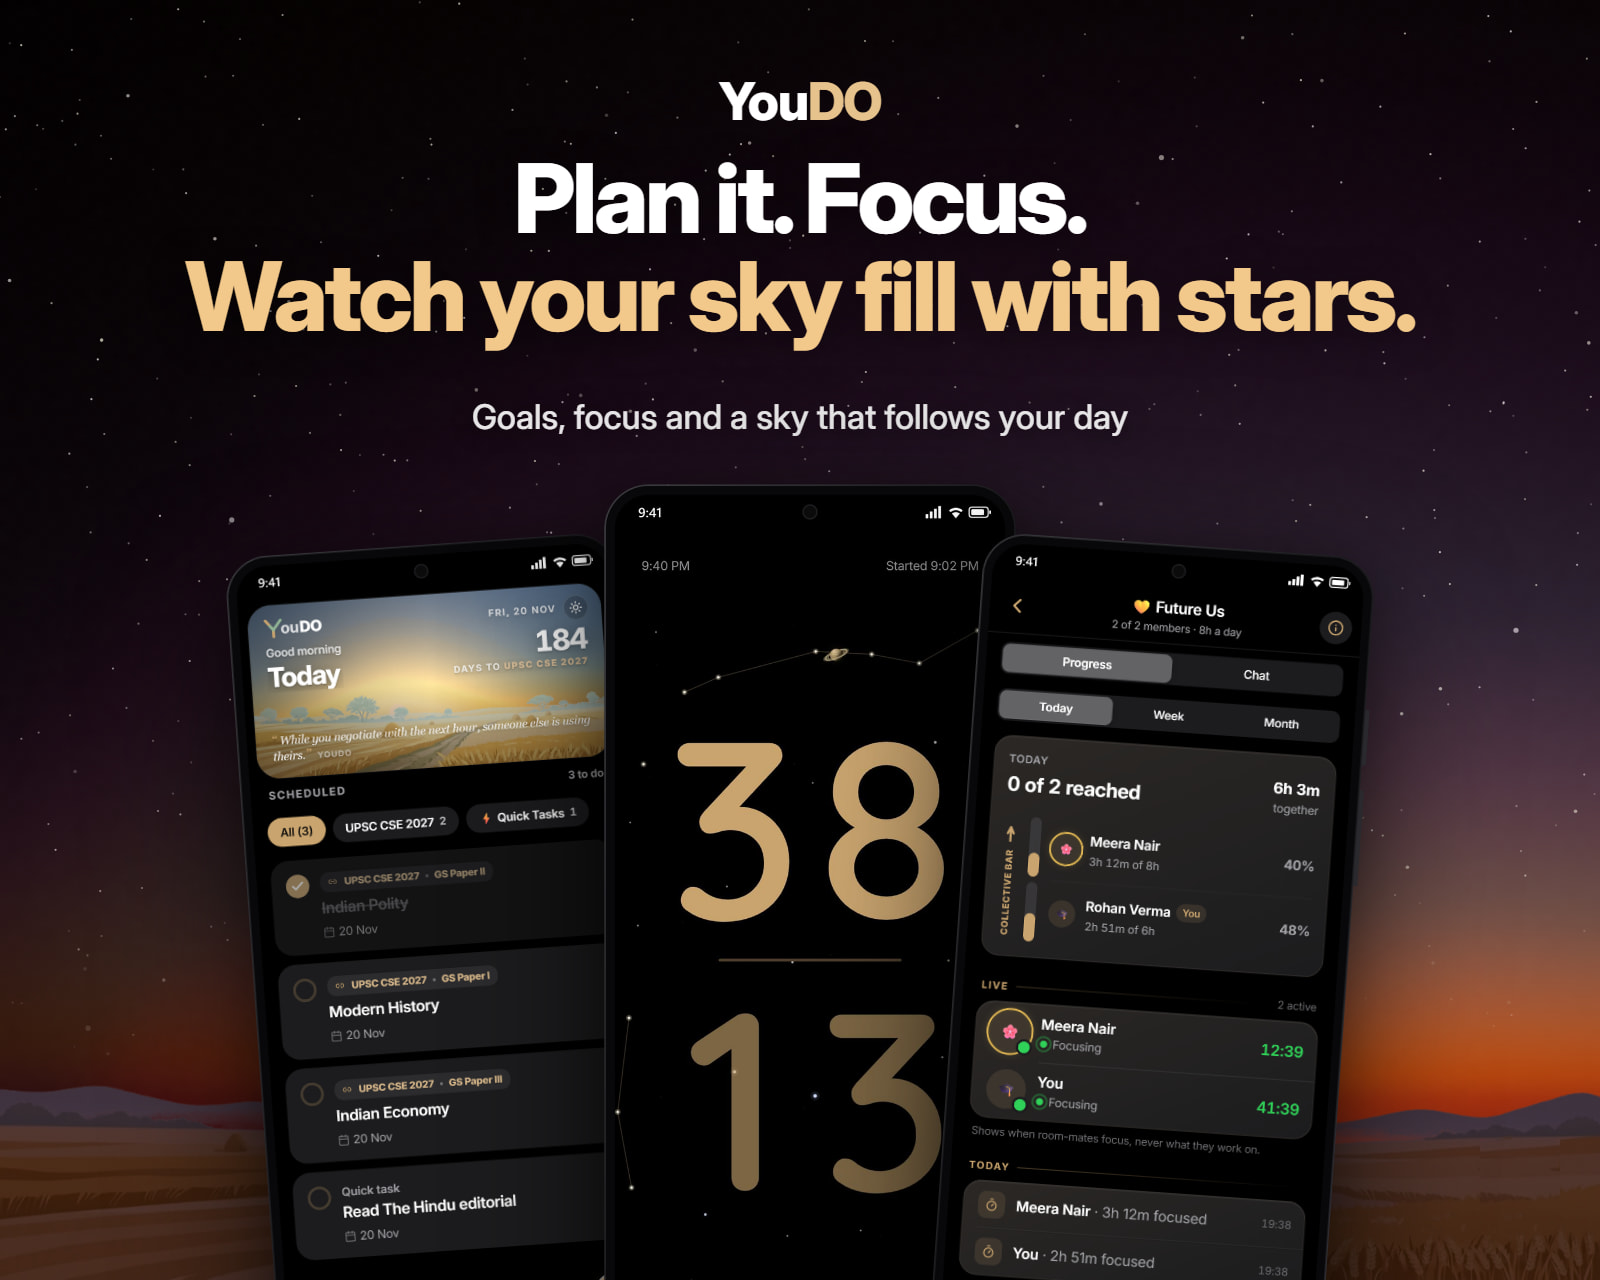 YouDO
Plan it. Focus.
Watch your sky fill with stars.
Goals, focus and a sky that follows your day
9:41
YouDO
FRI, 20 NOV
Good morning
184
Today
DAYS TO UPSC CSE 2027
“ While you negotiate with the next hour, someone else is using
theirs.” YOUDO
SCHEDULED
3 to do
All (3)
UPSC CSE 2027 2
Quick Tasks 1
UPSC CSE 2027 • GS Paper II
Indian Polity
20 Nov
UPSC CSE 2027 • GS Paper I
Modern History
20 Nov
UPSC CSE 2027 • GS Paper III
Indian Economy
20 Nov
Quick task
Read The Hindu editorial
20 Nov
9:41
9:40 PM
Started 9:02 PM
38
13
9:41
Future Us
2 of 2 members · 8h a day
Progress
Chat
Today
Week
Month
TODAY
0 of 2 reached
6h 3m
together
COLLECTIVE BAR
Meera Nair
3h 12m of 8h
40%
Rohan Verma You
2h 51m of 6h
48%
LIVE
2 active
Meera Nair
Focusing
12:39
You
Focusing
41:39
Shows when room-mates focus, never what they work on.
TODAY
Meera Nair · 3h 12m focused
19:38
You · 2h 51m focused
19:38